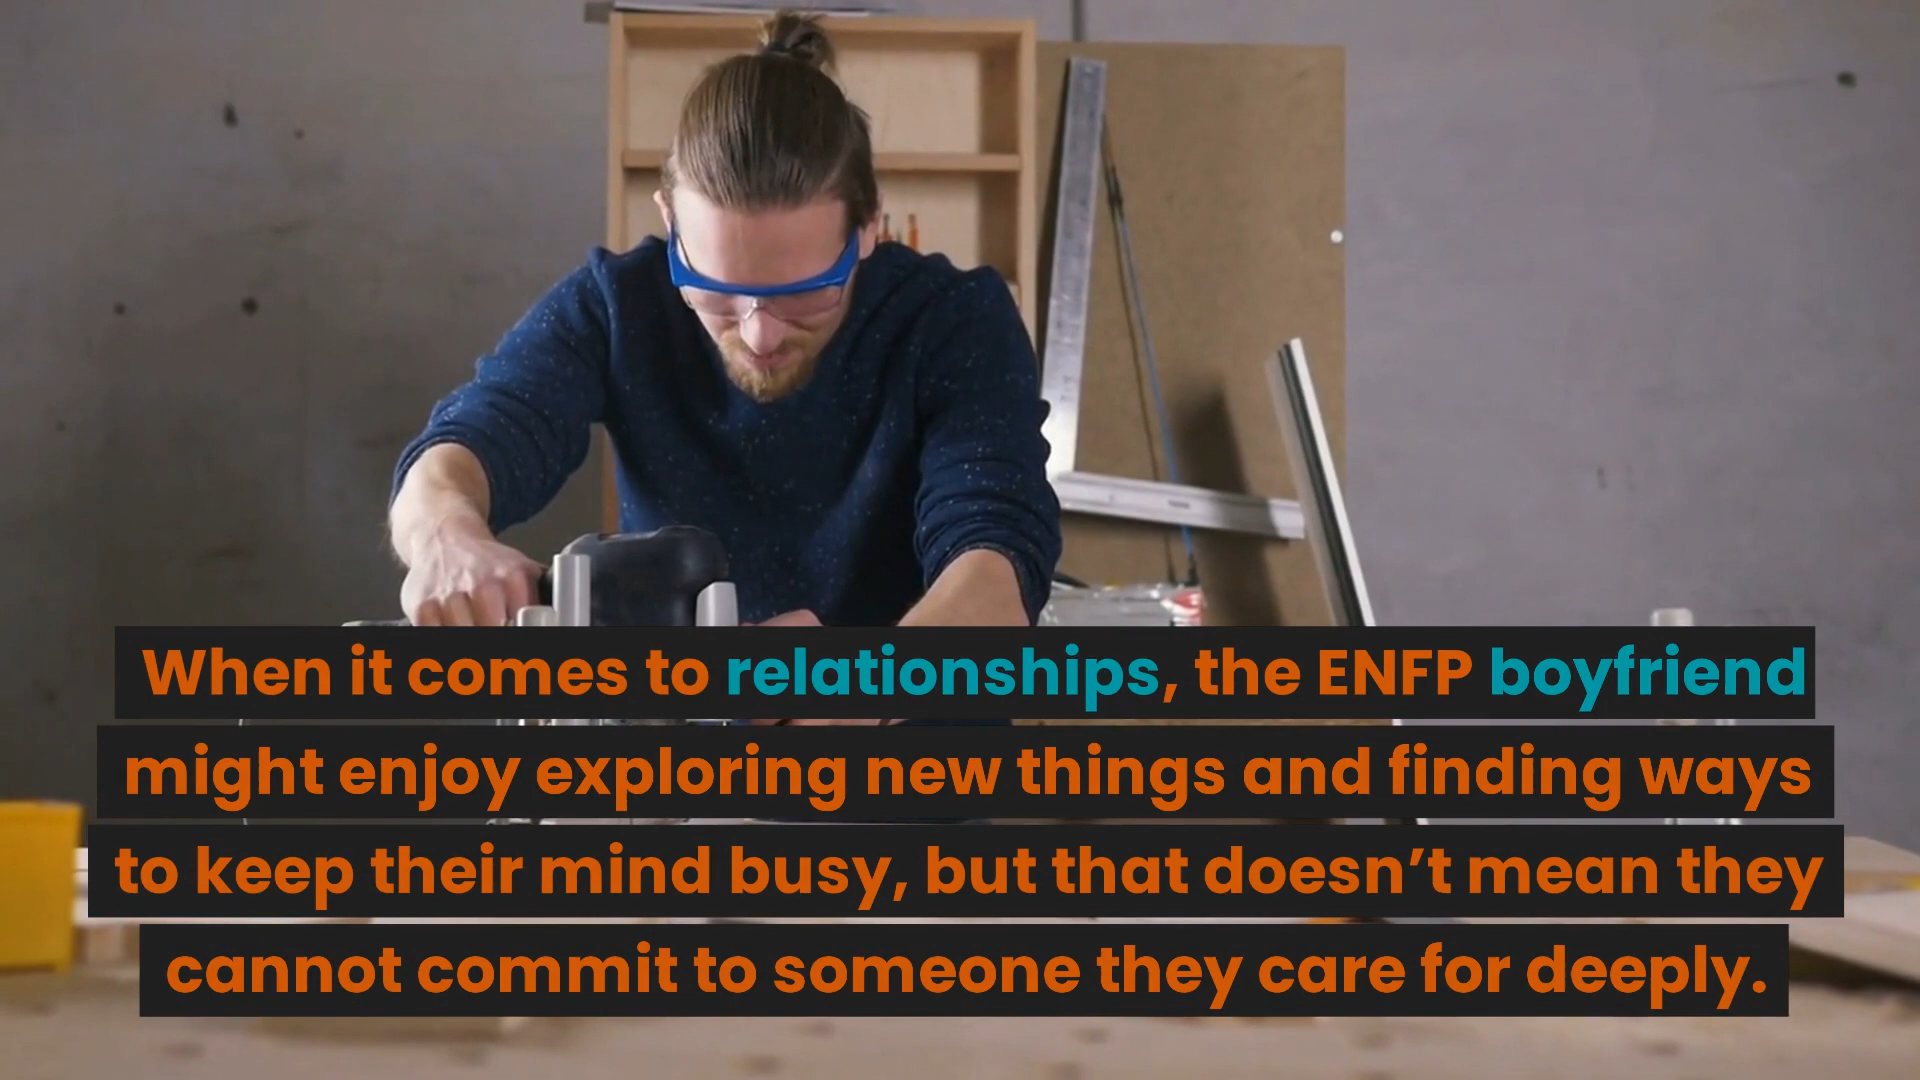 When it comes to relationships, the ENFP boyfriend
might enjoy exploring new things and finding ways
to keep their mind busy, but that doesn’t mean they
cannot commit to someone they care for deeply.